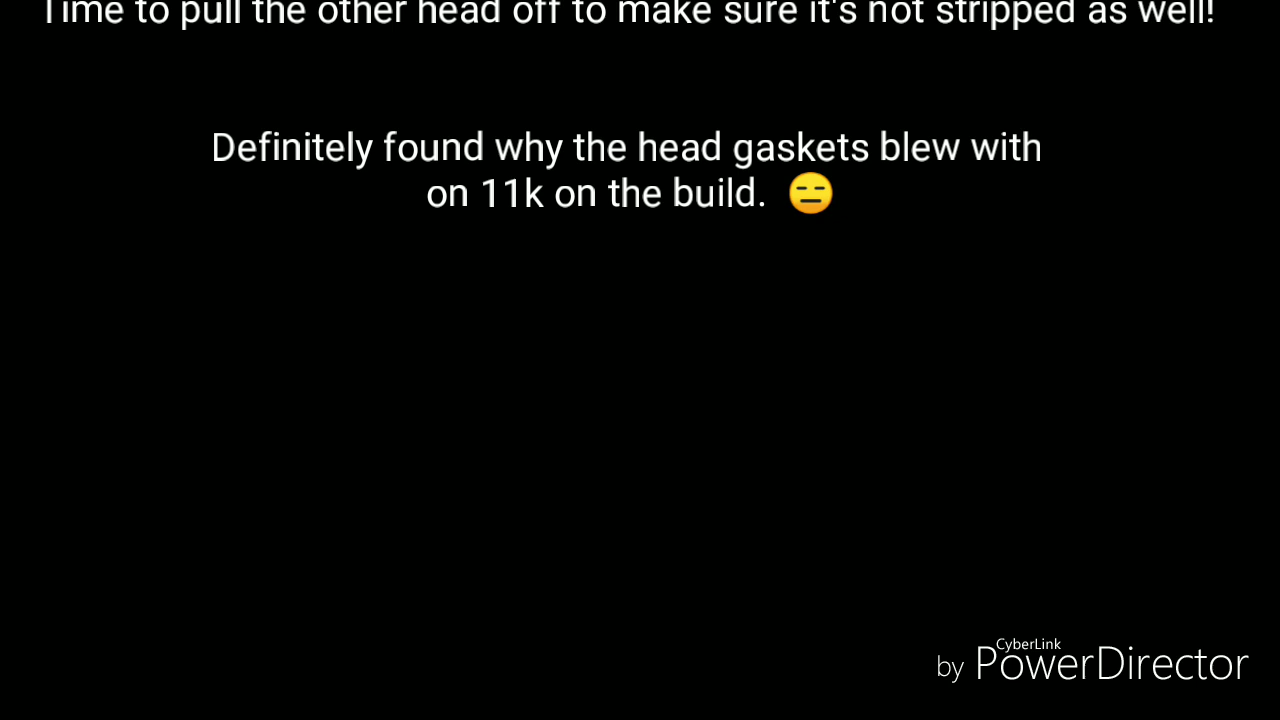 Time to pull the other head off to make sure it's not stripped as well!
Definitely found why the head gaskets blew with
on 11k on the build. 😑
CyberLink
by PowerDirector